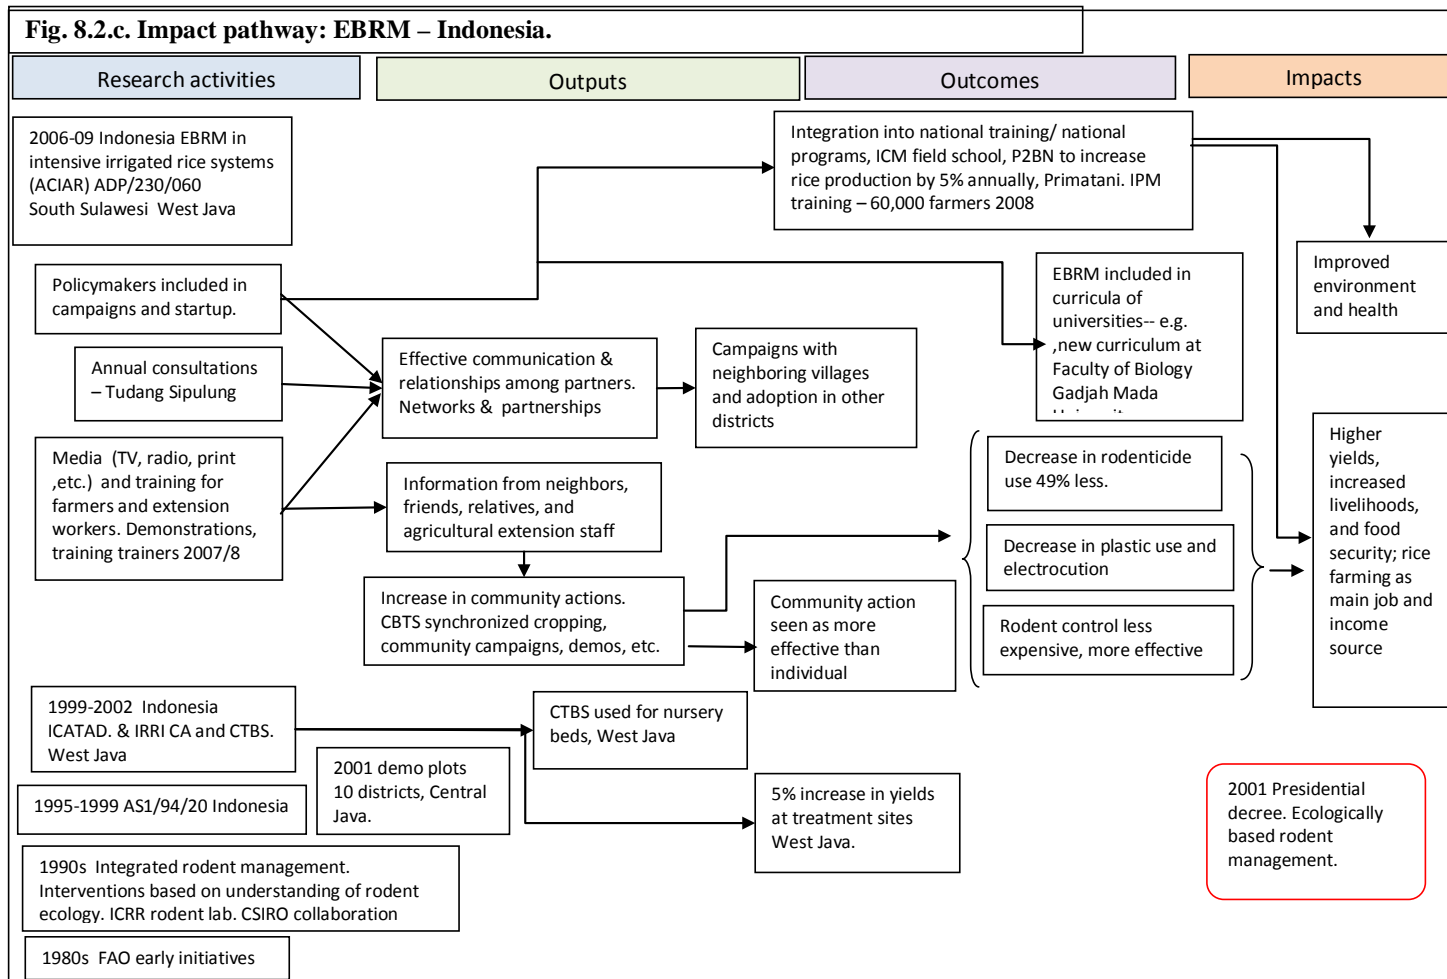 Fig. 8.2.c. Impact pathway: EBRM – Indonesia.
Research activities
Outputs
Outcomes
Impacts
2006-09 Indonesia EBRM in
intensive irrigated rice systems
(ACIAR) ADP/230/060
South Sulawesi West Java
Integration into national training/ national
programs, ICM field school, P2BN to increase
rice production by 5% annually, Primatani. IPM
training – 60,000 farmers 2008
Policymakers included in
campaigns and startup.
EBRM included in
curricula of
universities-- e.g.
,new curriculum at
Faculty of Biology
Gadjah Mada
Improved
environment
and health
Annual consultations
– Tudang Sipulung
Effective communication &
relationships among partners.
Networks & partnerships
Campaigns with
neighboring villages
and adoption in other
districts
Media (TV, radio, print
,etc.) and training for
farmers and extension
workers. Demonstrations,
training trainers 2007/8
Information from neighbors,
friends, relatives, and
agricultural extension staff
Decrease in rodenticide
use 49% less.
Decrease in plastic use and
electrocution
Rodent control less
expensive, more effective
Higher
yields,
increased
livelihoods,
and food
security; rice
farming as
main job and
income
source
Increase in community actions.
CBTS synchronized cropping,
community campaigns, demos, etc.
Community action
seen as more
effective than
individual
1999-2002 Indonesia
ICATAD. & IRRI CA and CTBS.
West Java
CTBS used for nursery
beds, West Java
2001 demo plots
10 districts, Central
Java.
5% increase in yields
at treatment sites
West Java.
2001 Presidential
decree. Ecologically
based rodent
management.
1995-1999 AS1/94/20 Indonesia
1990s Integrated rodent management.
Interventions based on understanding of rodent
ecology. ICRR rodent lab. CSIRO collaboration
1980s FAO early initiatives